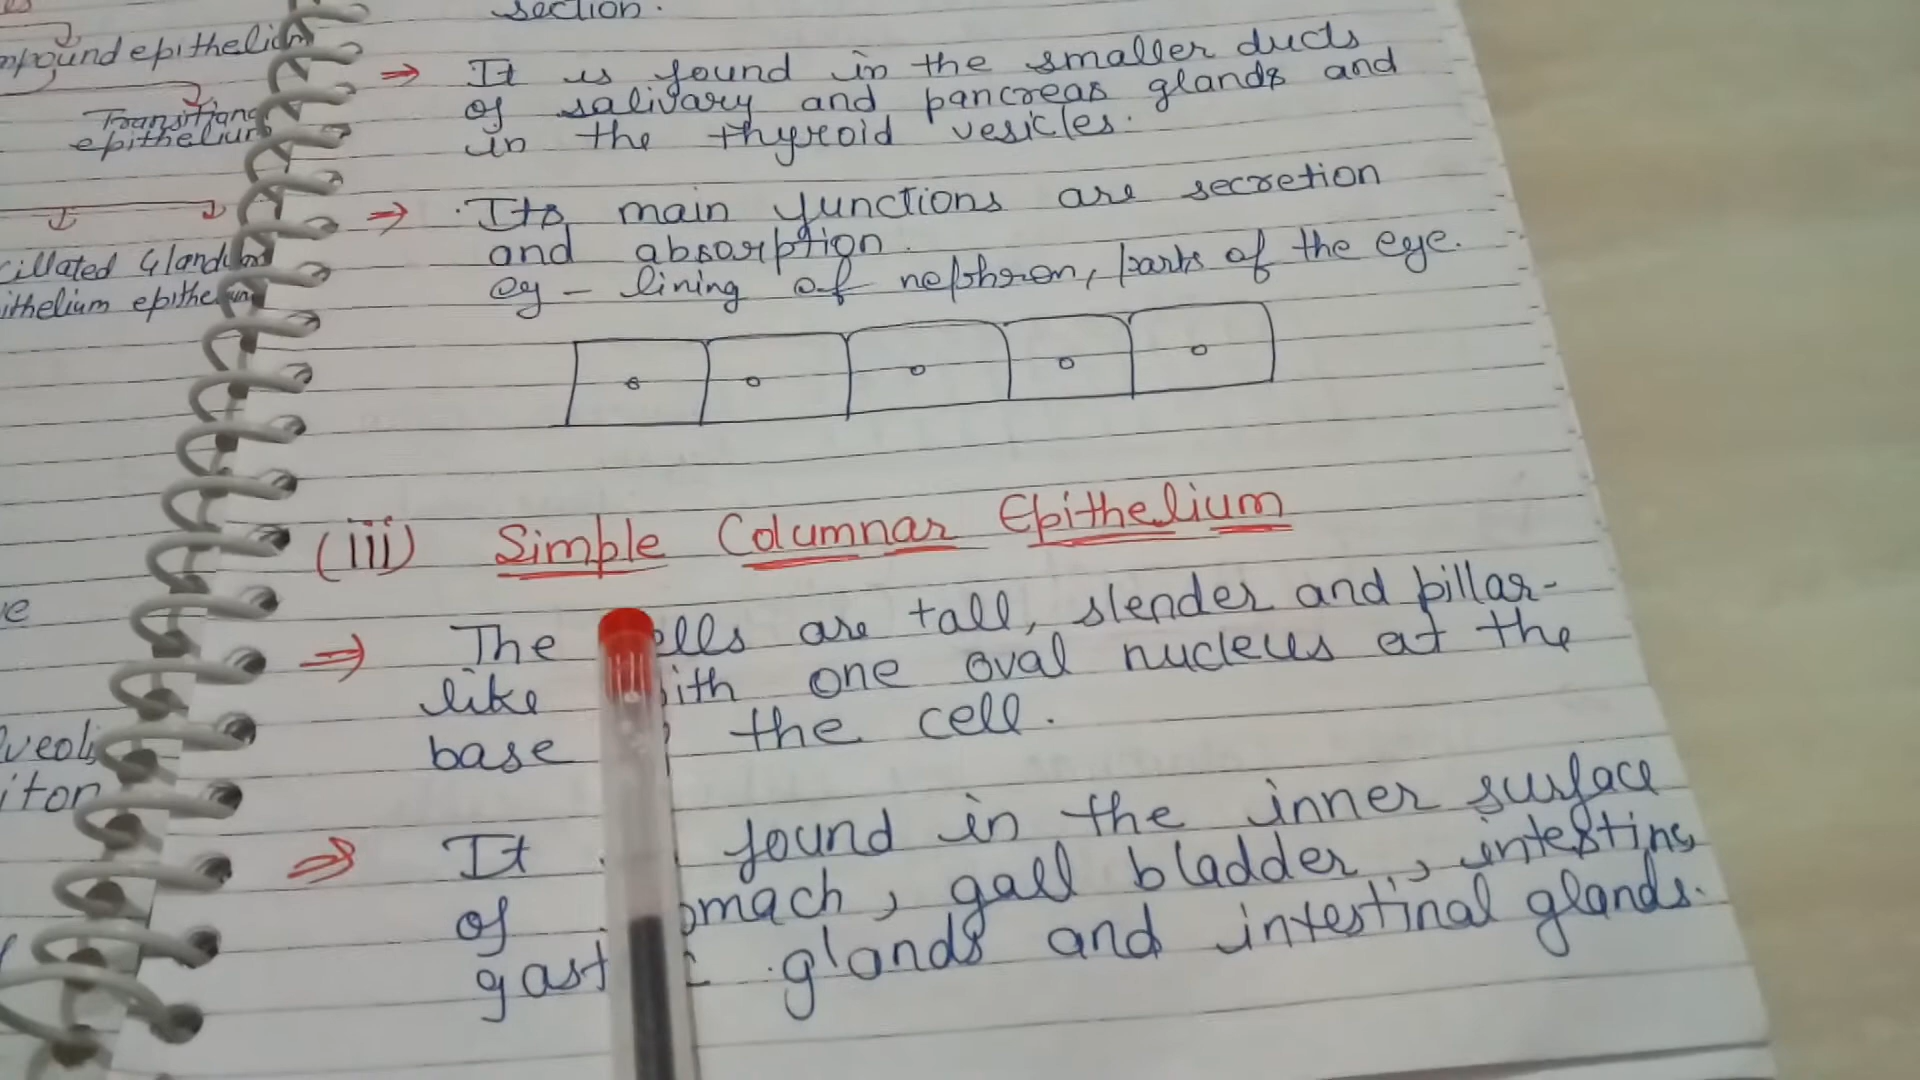 section.
⇒ It is found in the smaller ducts
of salivary and pancreas glands and
in the thyroid vesicles.
⇒ Its main functions are secretion
and absorption.
eg – lining of nephron, parts of the eye.
(iii) Simple Columnar Epithelium
⇒ The ells are tall, slender and pillar-
like ith one oval nucleus at the
base the cell.
⇒ It found in the inner surface
of omach, gall bladder, intestine
gast glands and intestinal glands.
epithelium
Transitional
epithelium
Glandular
ithelium epithelium